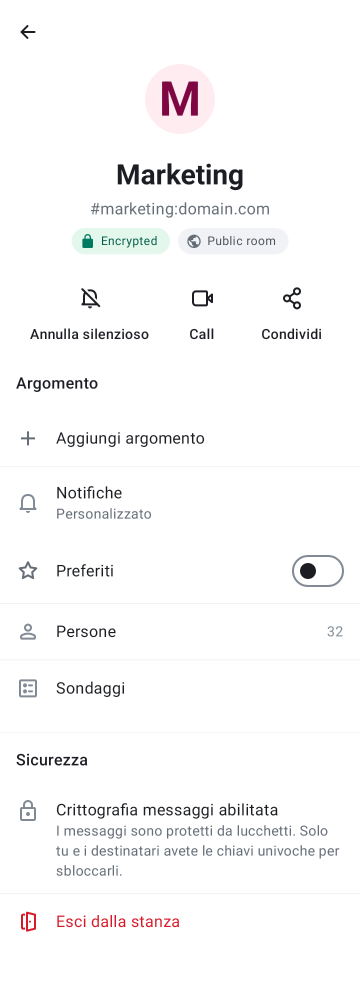 M
Marketing
#marketing:domain.com
Encrypted
Public room
Annulla silenzioso
Call
Condividi
Argomento
Aggiungi argomento
Notifiche
Personalizzato
Preferiti
Persone
32
Sondaggi
Sicurezza
Crittografia messaggi abilitata
I messaggi sono protetti da lucchetti. Solo
tu e i destinatari avete le chiavi univoche per
sbloccarli.
Esci dalla stanza